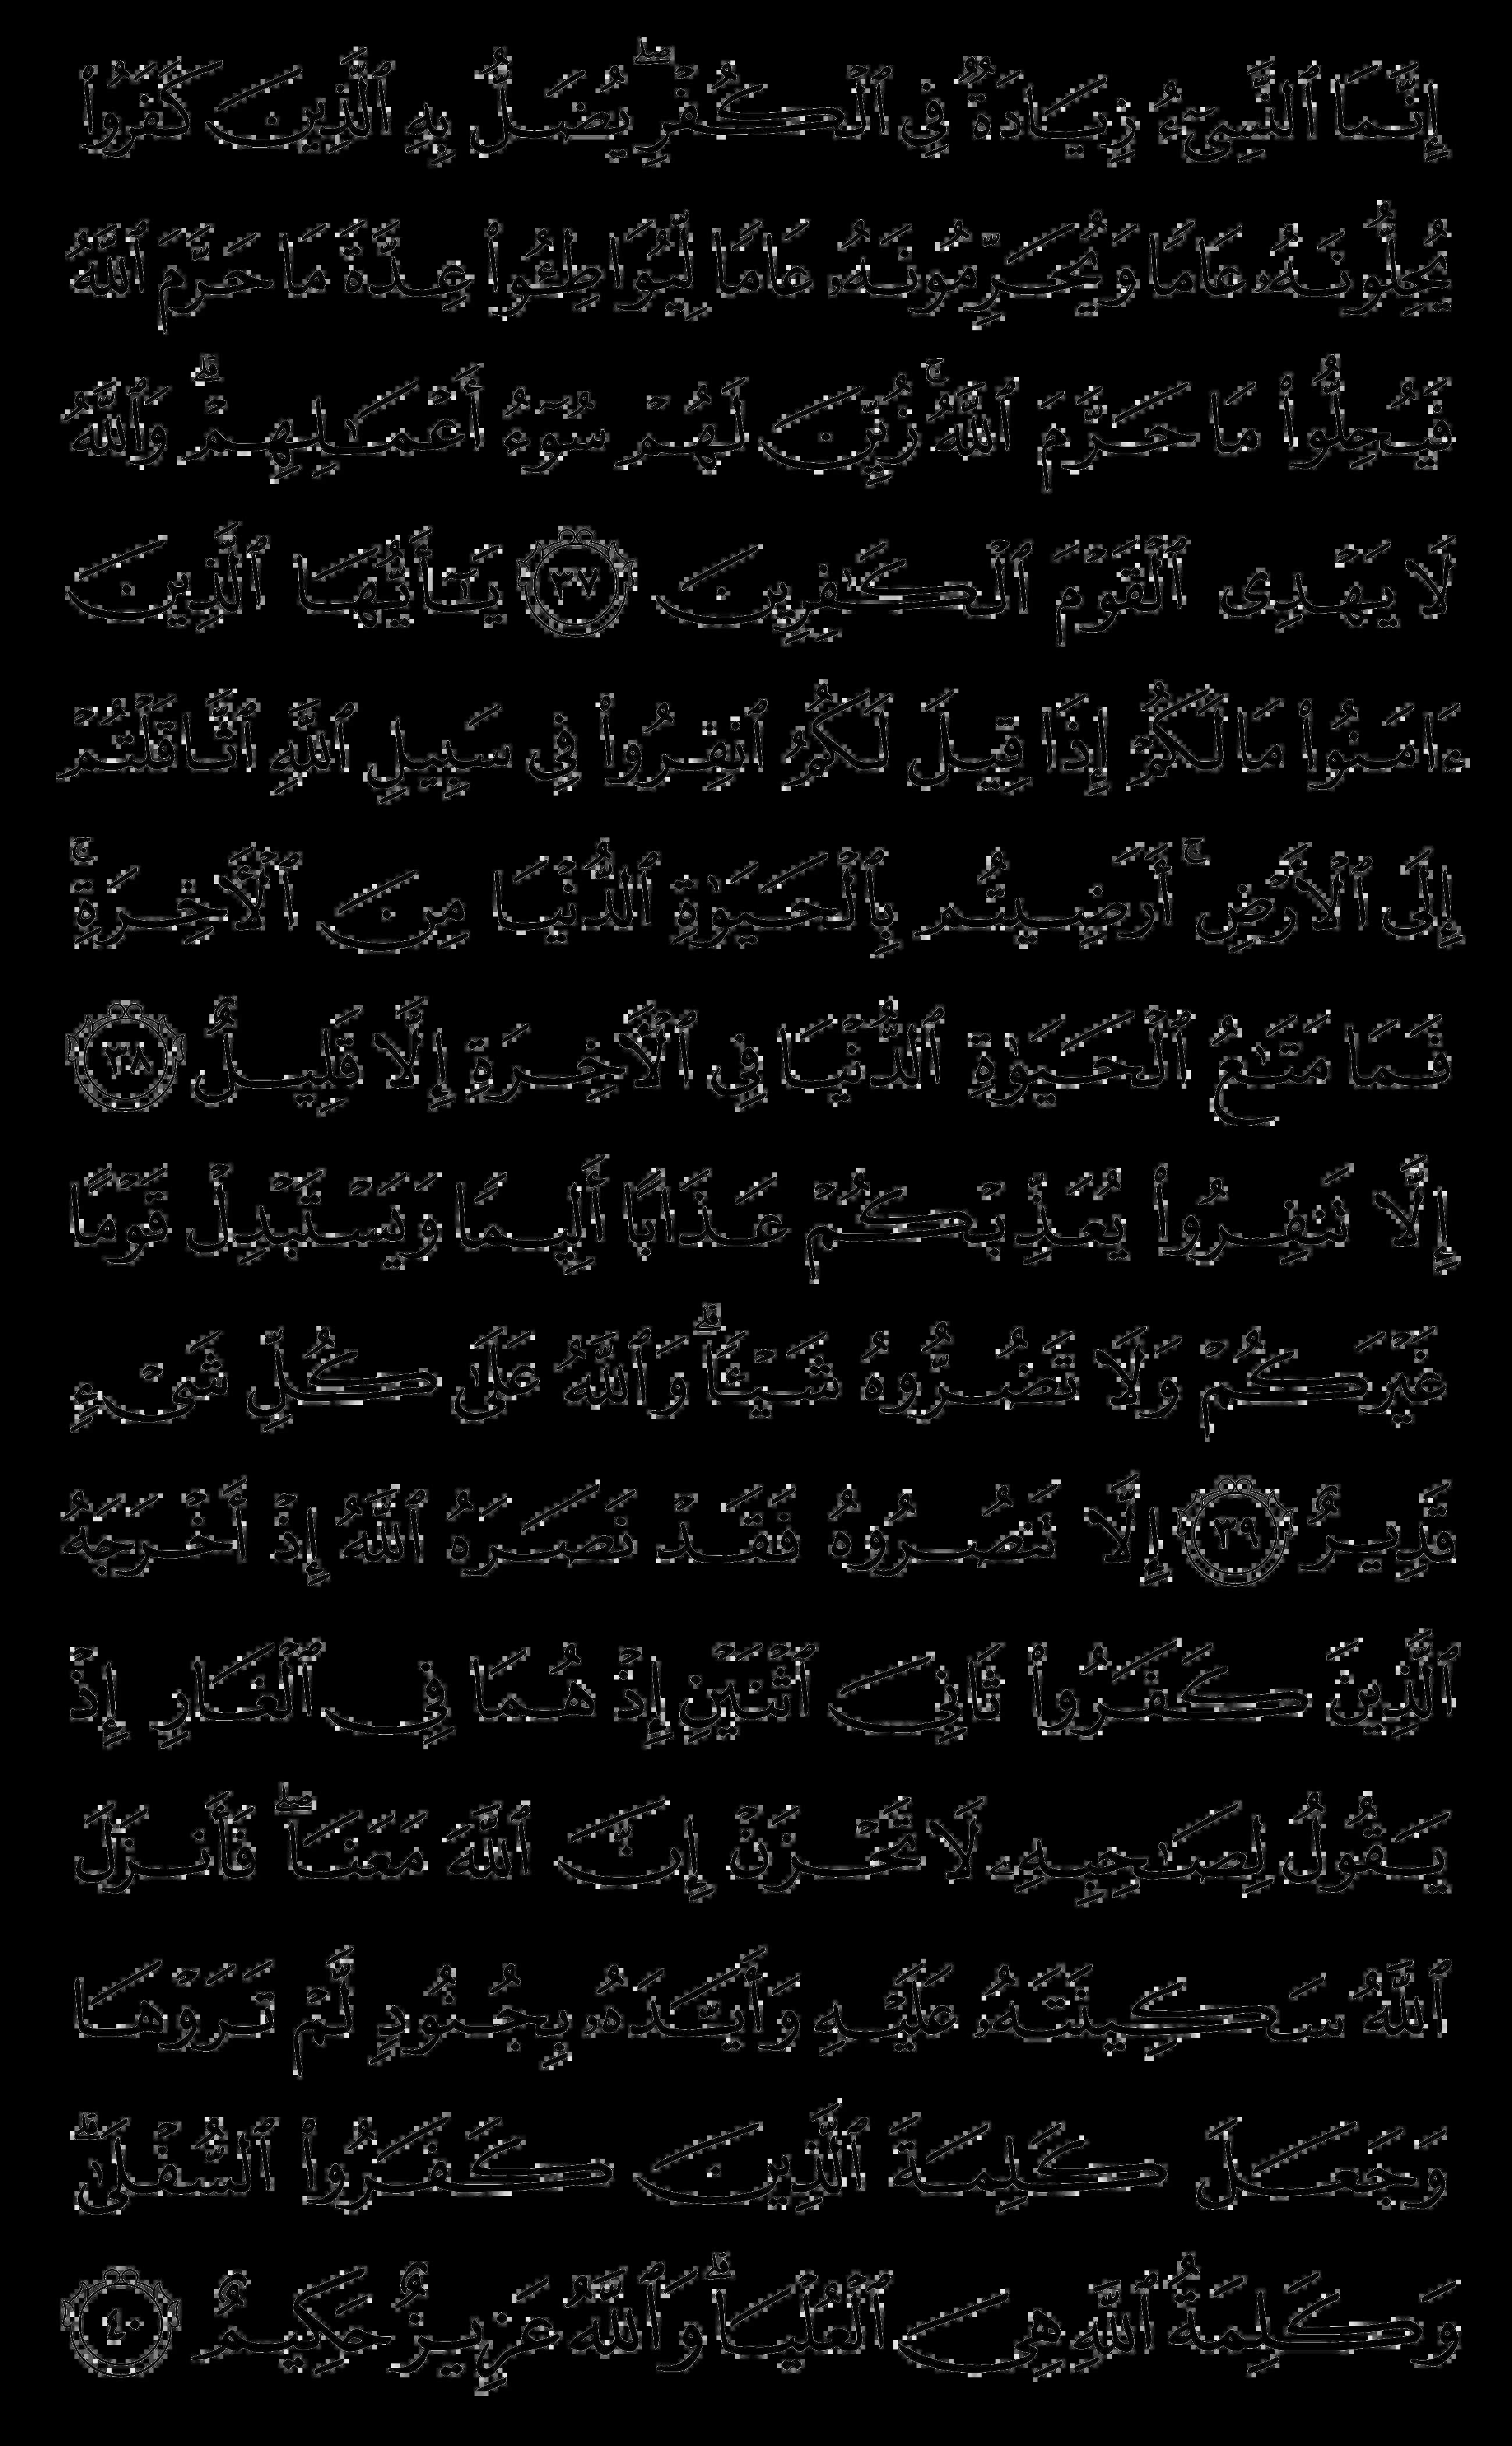 إِنَّمَا ٱلنَّسِىٓءُ زِيَادَةٌ فِى ٱلْكُفْرِ ۖ يُضَلُّ بِهِ ٱلَّذِينَ كَفَرُوا۟
يُحِلُّونَهُۥ عَامًا وَيُحَرِّمُونَهُۥ عَامًا لِّيُوَاطِـُٔوا۟ عِدَّةَ مَا حَرَّمَ ٱللَّهُ
فَيُحِلُّوا۟ مَا حَرَّمَ ٱللَّهُ ۚ زُيِّنَ لَهُمْ سُوٓءُ أَعْمَـٰلِهِمْ ۗ وَٱللَّهُ
لَا يَهْدِى ٱلْقَوْمَ ٱلْكَـٰفِرِينَ ٣٧ يَـٰٓأَيُّهَا ٱلَّذِينَ
ءَامَنُوا۟ مَا لَكُمْ إِذَا قِيلَ لَكُمُ ٱنفِرُوا۟ فِى سَبِيلِ ٱللَّهِ ٱثَّاقَلْتُمْ
إِلَى ٱلْأَرْضِ ۚ أَرَضِيتُم بِٱلْحَيَوٰةِ ٱلدُّنْيَا مِنَ ٱلْـَٔاخِرَةِ ۚ
فَمَا مَتَـٰعُ ٱلْحَيَوٰةِ ٱلدُّنْيَا فِى ٱلْـَٔاخِرَةِ إِلَّا قَلِيلٌ ٣٨
إِلَّا تَنفِرُوا۟ يُعَذِّبْكُمْ عَذَابًا أَلِيمًا وَيَسْتَبْدِلْ قَوْمًا
غَيْرَكُمْ وَلَا تَضُرُّوهُ شَيْـًٔا ۗ وَٱللَّهُ عَلَىٰ كُلِّ شَىْءٍ
قَدِيرٌ ٣٩ إِلَّا تَنصُرُوهُ فَقَدْ نَصَرَهُ ٱللَّهُ إِذْ أَخْرَجَهُ
ٱلَّذِينَ كَفَرُوا۟ ثَانِىَ ٱثْنَيْنِ إِذْ هُمَا فِى ٱلْغَارِ إِذْ
يَقُولُ لِصَـٰحِبِهِۦ لَا تَحْزَنْ إِنَّ ٱللَّهَ مَعَنَا ۖ فَأَنزَلَ
ٱللَّهُ سَكِينَتَهُۥ عَلَيْهِ وَأَيَّدَهُۥ بِجُنُودٍ لَّمْ تَرَوْهَا
وَجَعَلَ كَلِمَةَ ٱلَّذِينَ كَفَرُوا۟ ٱلسُّفْلَىٰ ۗ
وَكَلِمَةُ ٱللَّهِ هِىَ ٱلْعُلْيَا ۗ وَٱللَّهُ عَزِيزٌ حَكِيمٌ ٤٠